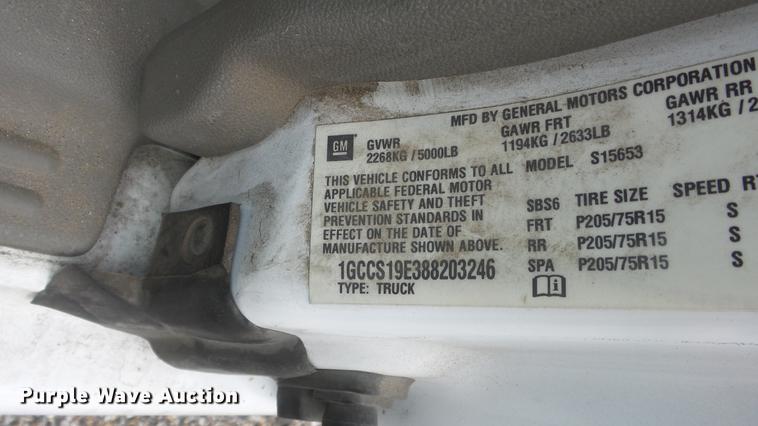 MFD BY GENERAL MOTORS CORPORATION
GM GVWR GAWR FRT GAWR RR
2268KG / 5000LB 1194KG / 2633LB 1314KG / 2
THIS VEHICLE CONFORMS TO ALL MODEL S15653
APPLICABLE FEDERAL MOTOR
VEHICLE SAFETY AND THEFT SBS6 TIRE SIZE SPEED RT
PREVENTION STANDARDS IN FRT P205/75R15 S
EFFECT ON THE DATE OF RR P205/75R15 S
MANUFACTURE SHOWN ABOVE.
1GCCS19E388203246 SPA P205/75R15 S
TYPE: TRUCK
Purple Wave Auction